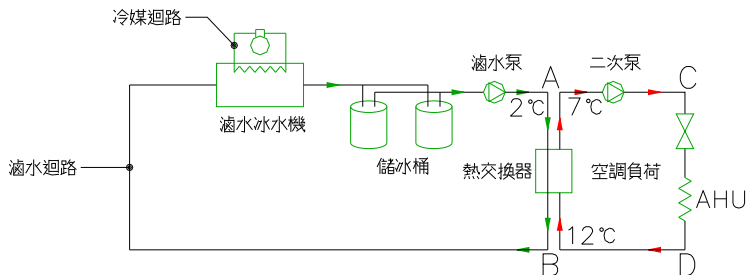 冷媒迴路
滷水泵
二次泵
A
C
2℃
7℃
滷水冰水機
儲冰桶
滷水迴路
熱交換器
空調負荷
AHU
12℃
B
D